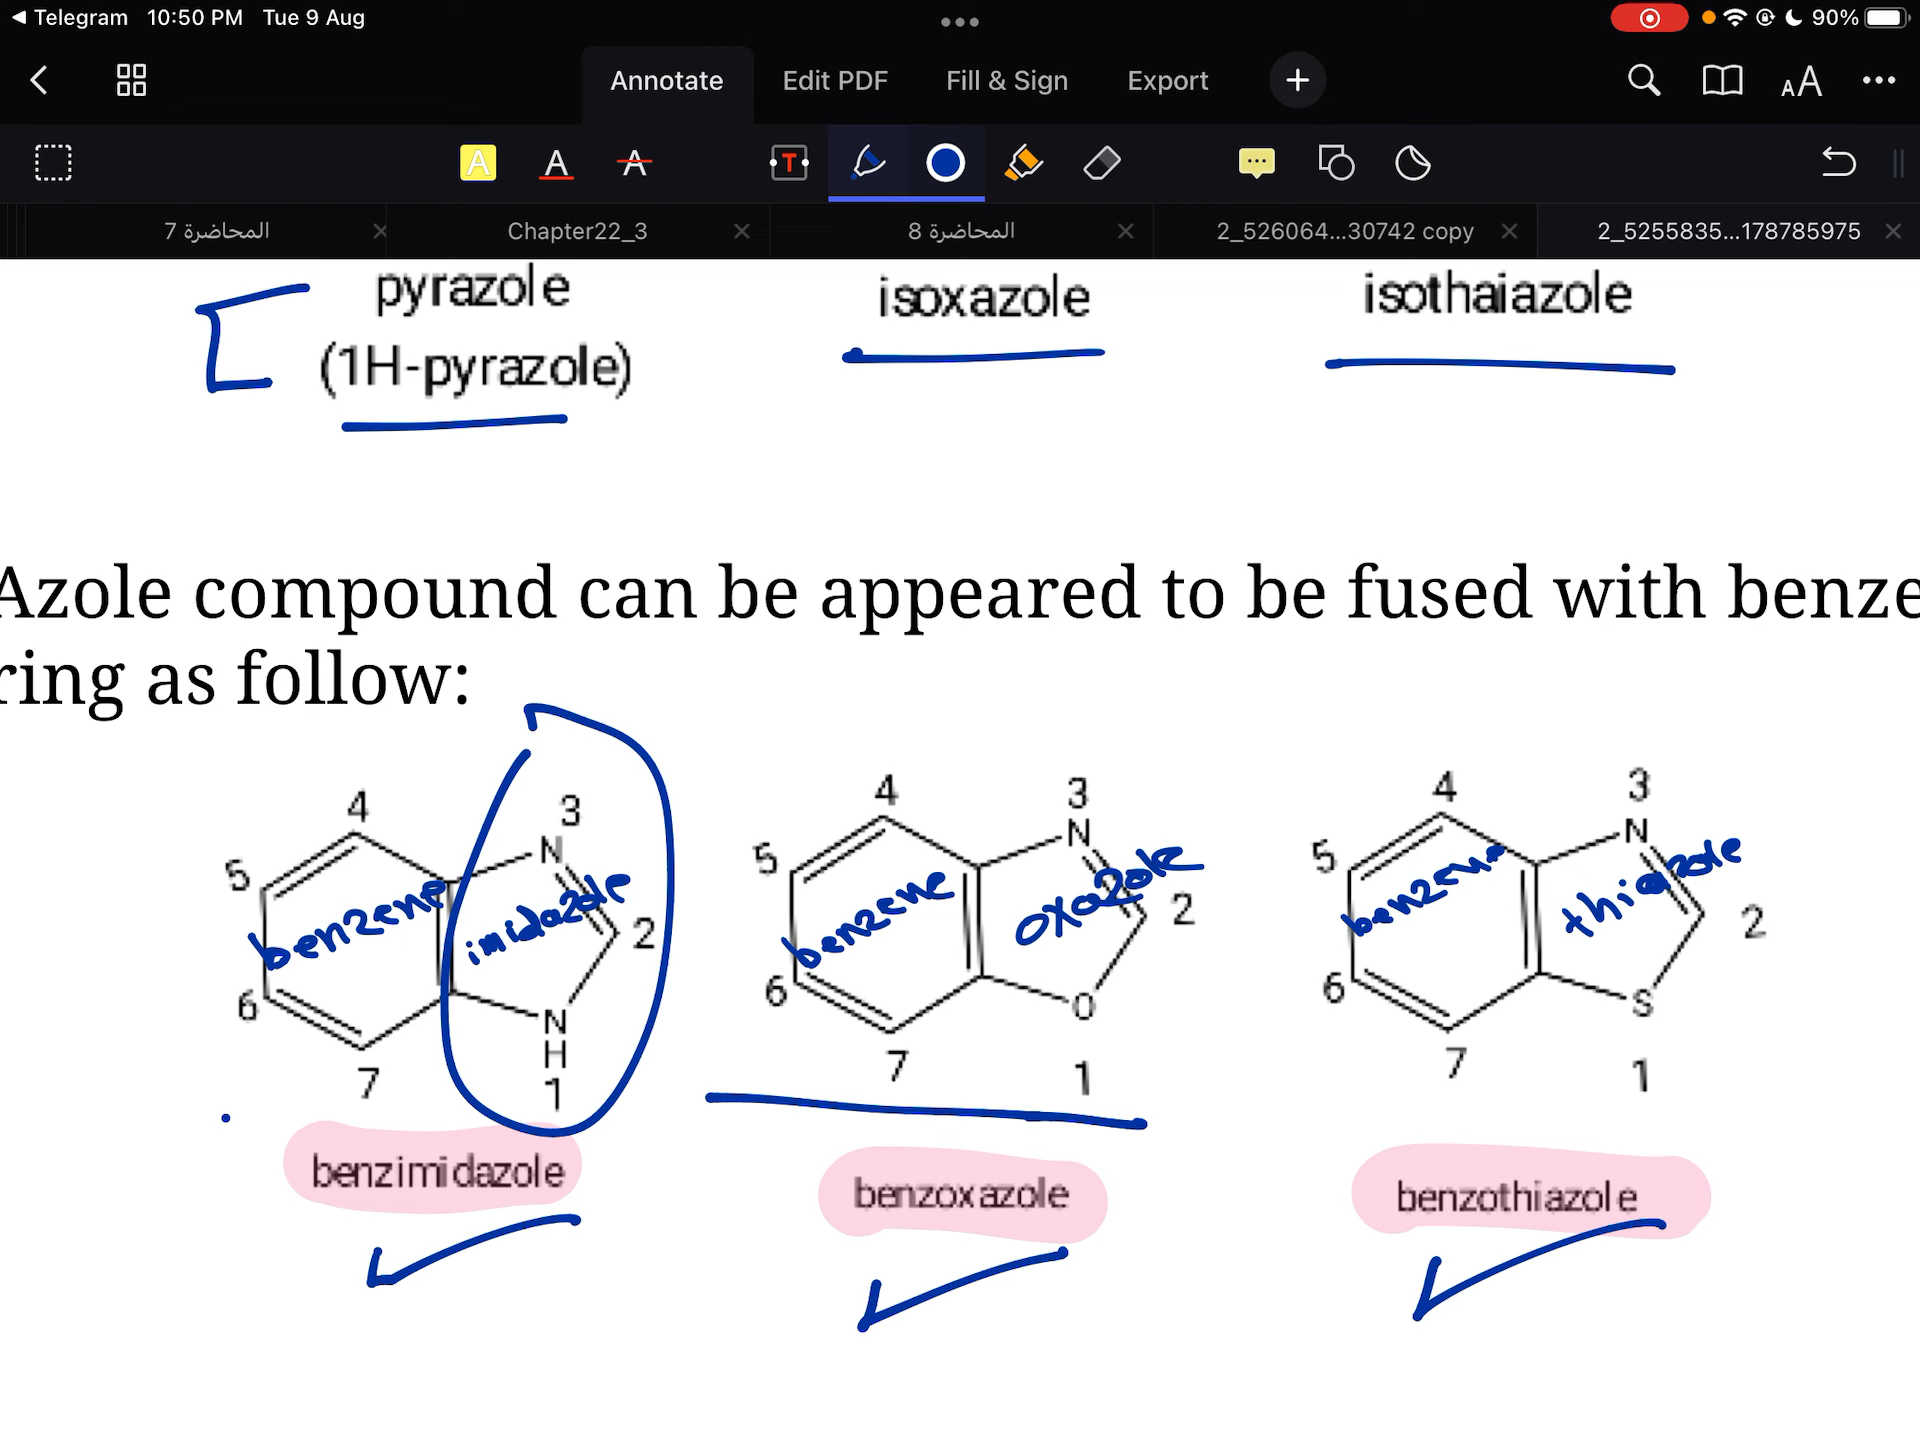 Telegram 10:50 PM Tue 9 Aug 90%
Annotate Edit PDF Fill & Sign Export
AA
A A A T
المحاضرة 7 Chapter22_3 المحاضرة 8 2_526064...30742 copy 2_5255835...178785975
pyrazole isoxazole isothaiazole
(1H-pyrazole)
Azole compound can be appeared to be fused with benze
ring as follow:
4 3 4 3 4 3
5 N 5 N 5 N
benzene imidazole benzene oxazole benzene thiazole
2 2 2
6 N 6 O 6 S
H
7 1 7 1 7 1
benzimidazole benzoxazole benzothiazole